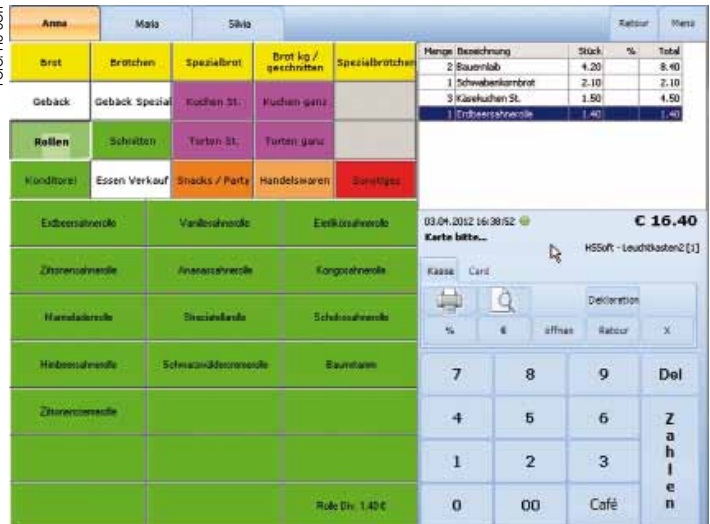 Anna Maria Silvia Retour Menü
Brot Brötchen Spezialbrot Brot kg / geschnitten Spezialbrötchen
Gebäck Gebäck Spezial Kuchen St. Kuchen ganz
Rollen Schnitten Torten St. Torten ganz
Konditorei Essen Verkauf Snacks / Party Handelswaren Sonstiges
Erdbeersahnerolle Vanillesahnerolle Eierlikörsahnerolle
Zitronensahnerolle Ananassahnerolle
Marmeladerolle
Himbeersahnerolle Baumstamm
Rolle Div. 1.40 €
Menge Bezeichnung Stück % Total
2 Bauernlaib 4.20 8.40
1 Schwabenkornbrot 2.10 2.10
3 Käsekuchen St. 1.50 4.50
1 Erdbeersahnerolle 1.40 1.40
03.04.2012 16:38:52 € 16.40
Karte bitte...
HSSoft - Leuchtkasten2 [1]
Kasse Card
Dekloration
% € öffnen Retour X
7 8 9 Del
4 5 6 Zahlen
1 2 3
0 00 Café